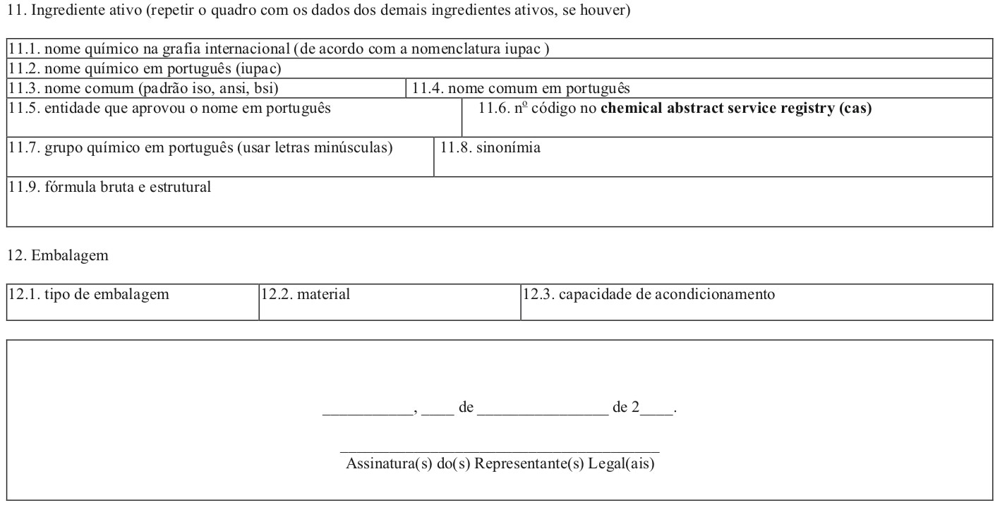 11. Ingrediente ativo (repetir o quadro com os dados dos demais ingredientes ativos, se houver)
11.1. nome químico na grafia internacional (de acordo com a nomenclatura iupac )
11.2. nome químico em português (iupac)
11.3. nome comum (padrão iso, ansi, bsi) 11.4. nome comum em português
11.5. entidade que aprovou o nome em português 11.6. nº código no chemical abstract service registry (cas)
11.7. grupo químico em português (usar letras minúsculas) 11.8. sinonímia
11.9. fórmula bruta e estrutural
12. Embalagem
12.1. tipo de embalagem 12.2. material 12.3. capacidade de acondicionamento
___________, ____ de ________________ de 2____.
_______________________________________
Assinatura(s) do(s) Representante(s) Legal(ais)